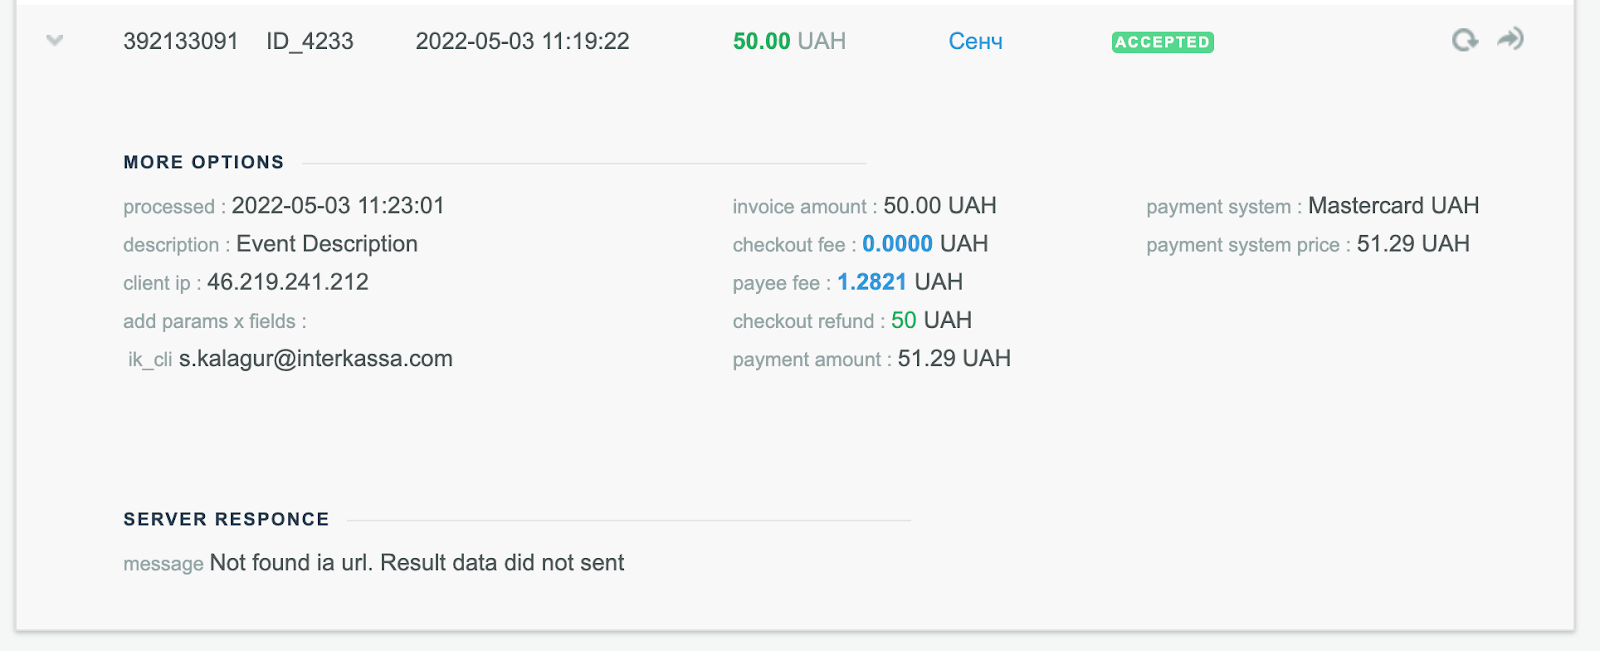 392133091 ID_4233 2022-05-03 11:19:22 50.00 UAH Сенч ACCEPTED
MORE OPTIONS
processed : 2022-05-03 11:23:01 invoice amount : 50.00 UAH payment system : Mastercard UAH
description : Event Description checkout fee : 0.0000 UAH payment system price : 51.29 UAH
client ip : 46.219.241.212 payee fee : 1.2821 UAH
add params x fields : checkout refund : 50 UAH
ik_cli s.kalagur@interkassa.com payment amount : 51.29 UAH
SERVER RESPONCE
message Not found ia url. Result data did not sent